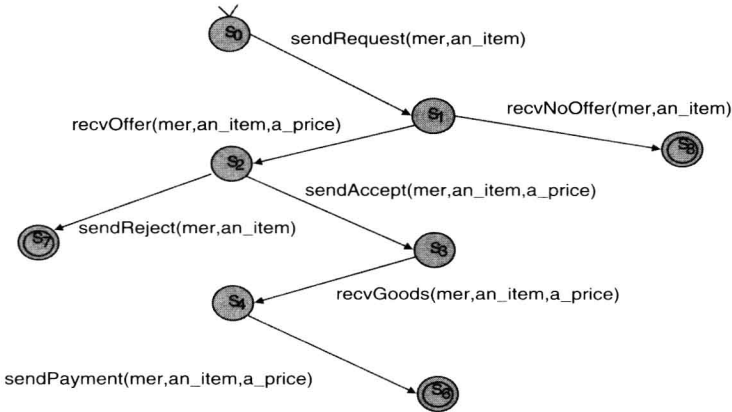 S0
sendRequest(mer,an_item)
S1
recvNoOffer(mer,an_item)
recvOffer(mer,an_item,a_price)
S8
S2
sendAccept(mer,an_item,a_price)
sendReject(mer,an_item)
S7
S3
recvGoods(mer,an_item,a_price)
S4
sendPayment(mer,an_item,a_price)
S6